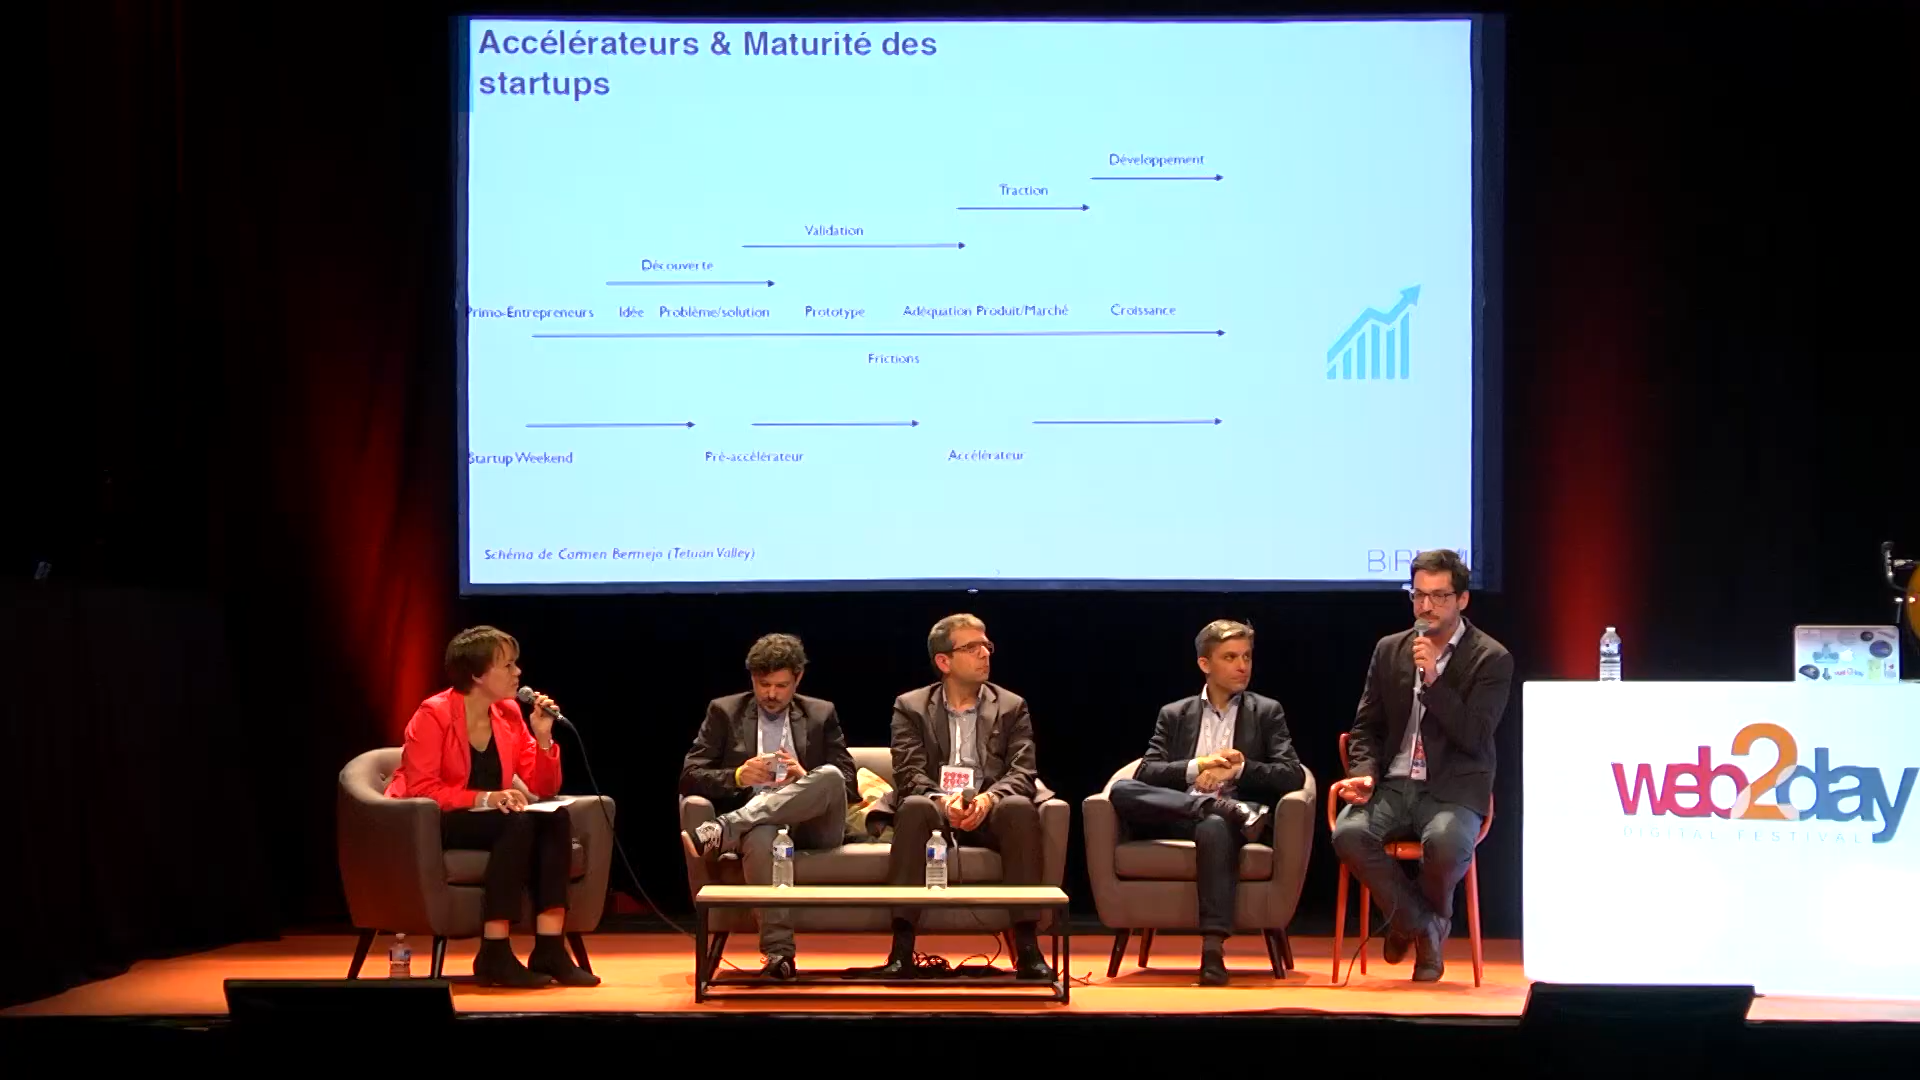 Accélérateurs & Maturité des
startups
Développement
Traction
Validation
Découverte
Primo-Entrepreneurs Idée Problème/solution Prototype Adéquation Produit/Marché Croissance
Frictions
Startup Weekend Pré-accélérateur Accélérateur
Schéma de Carmen Bermejo (Tetuan Valley)
web2day
DIGITAL FESTIVAL